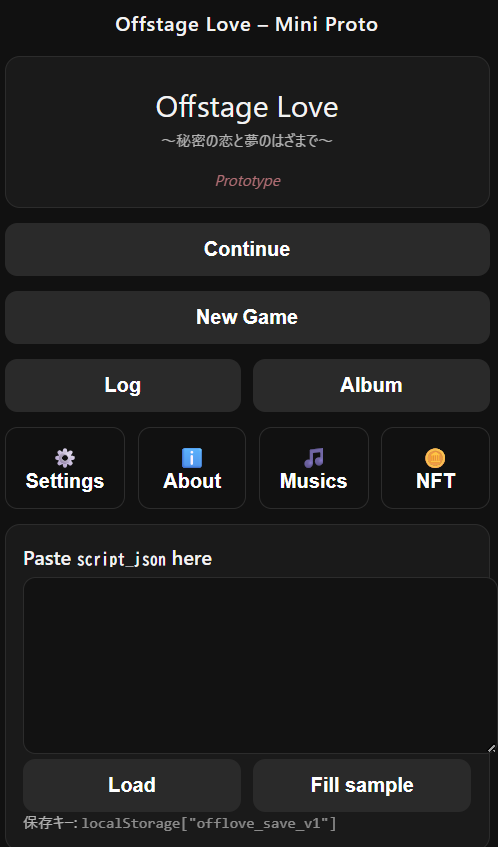 Offstage Love – Mini Proto
Offstage Love
〜秘密の恋と夢のはざまで〜
Prototype
Continue
New Game
Log
Album
Settings
About
Musics
NFT
Paste script_json here
Load
Fill sample
保存キー: localStorage["offlove_save_v1"]